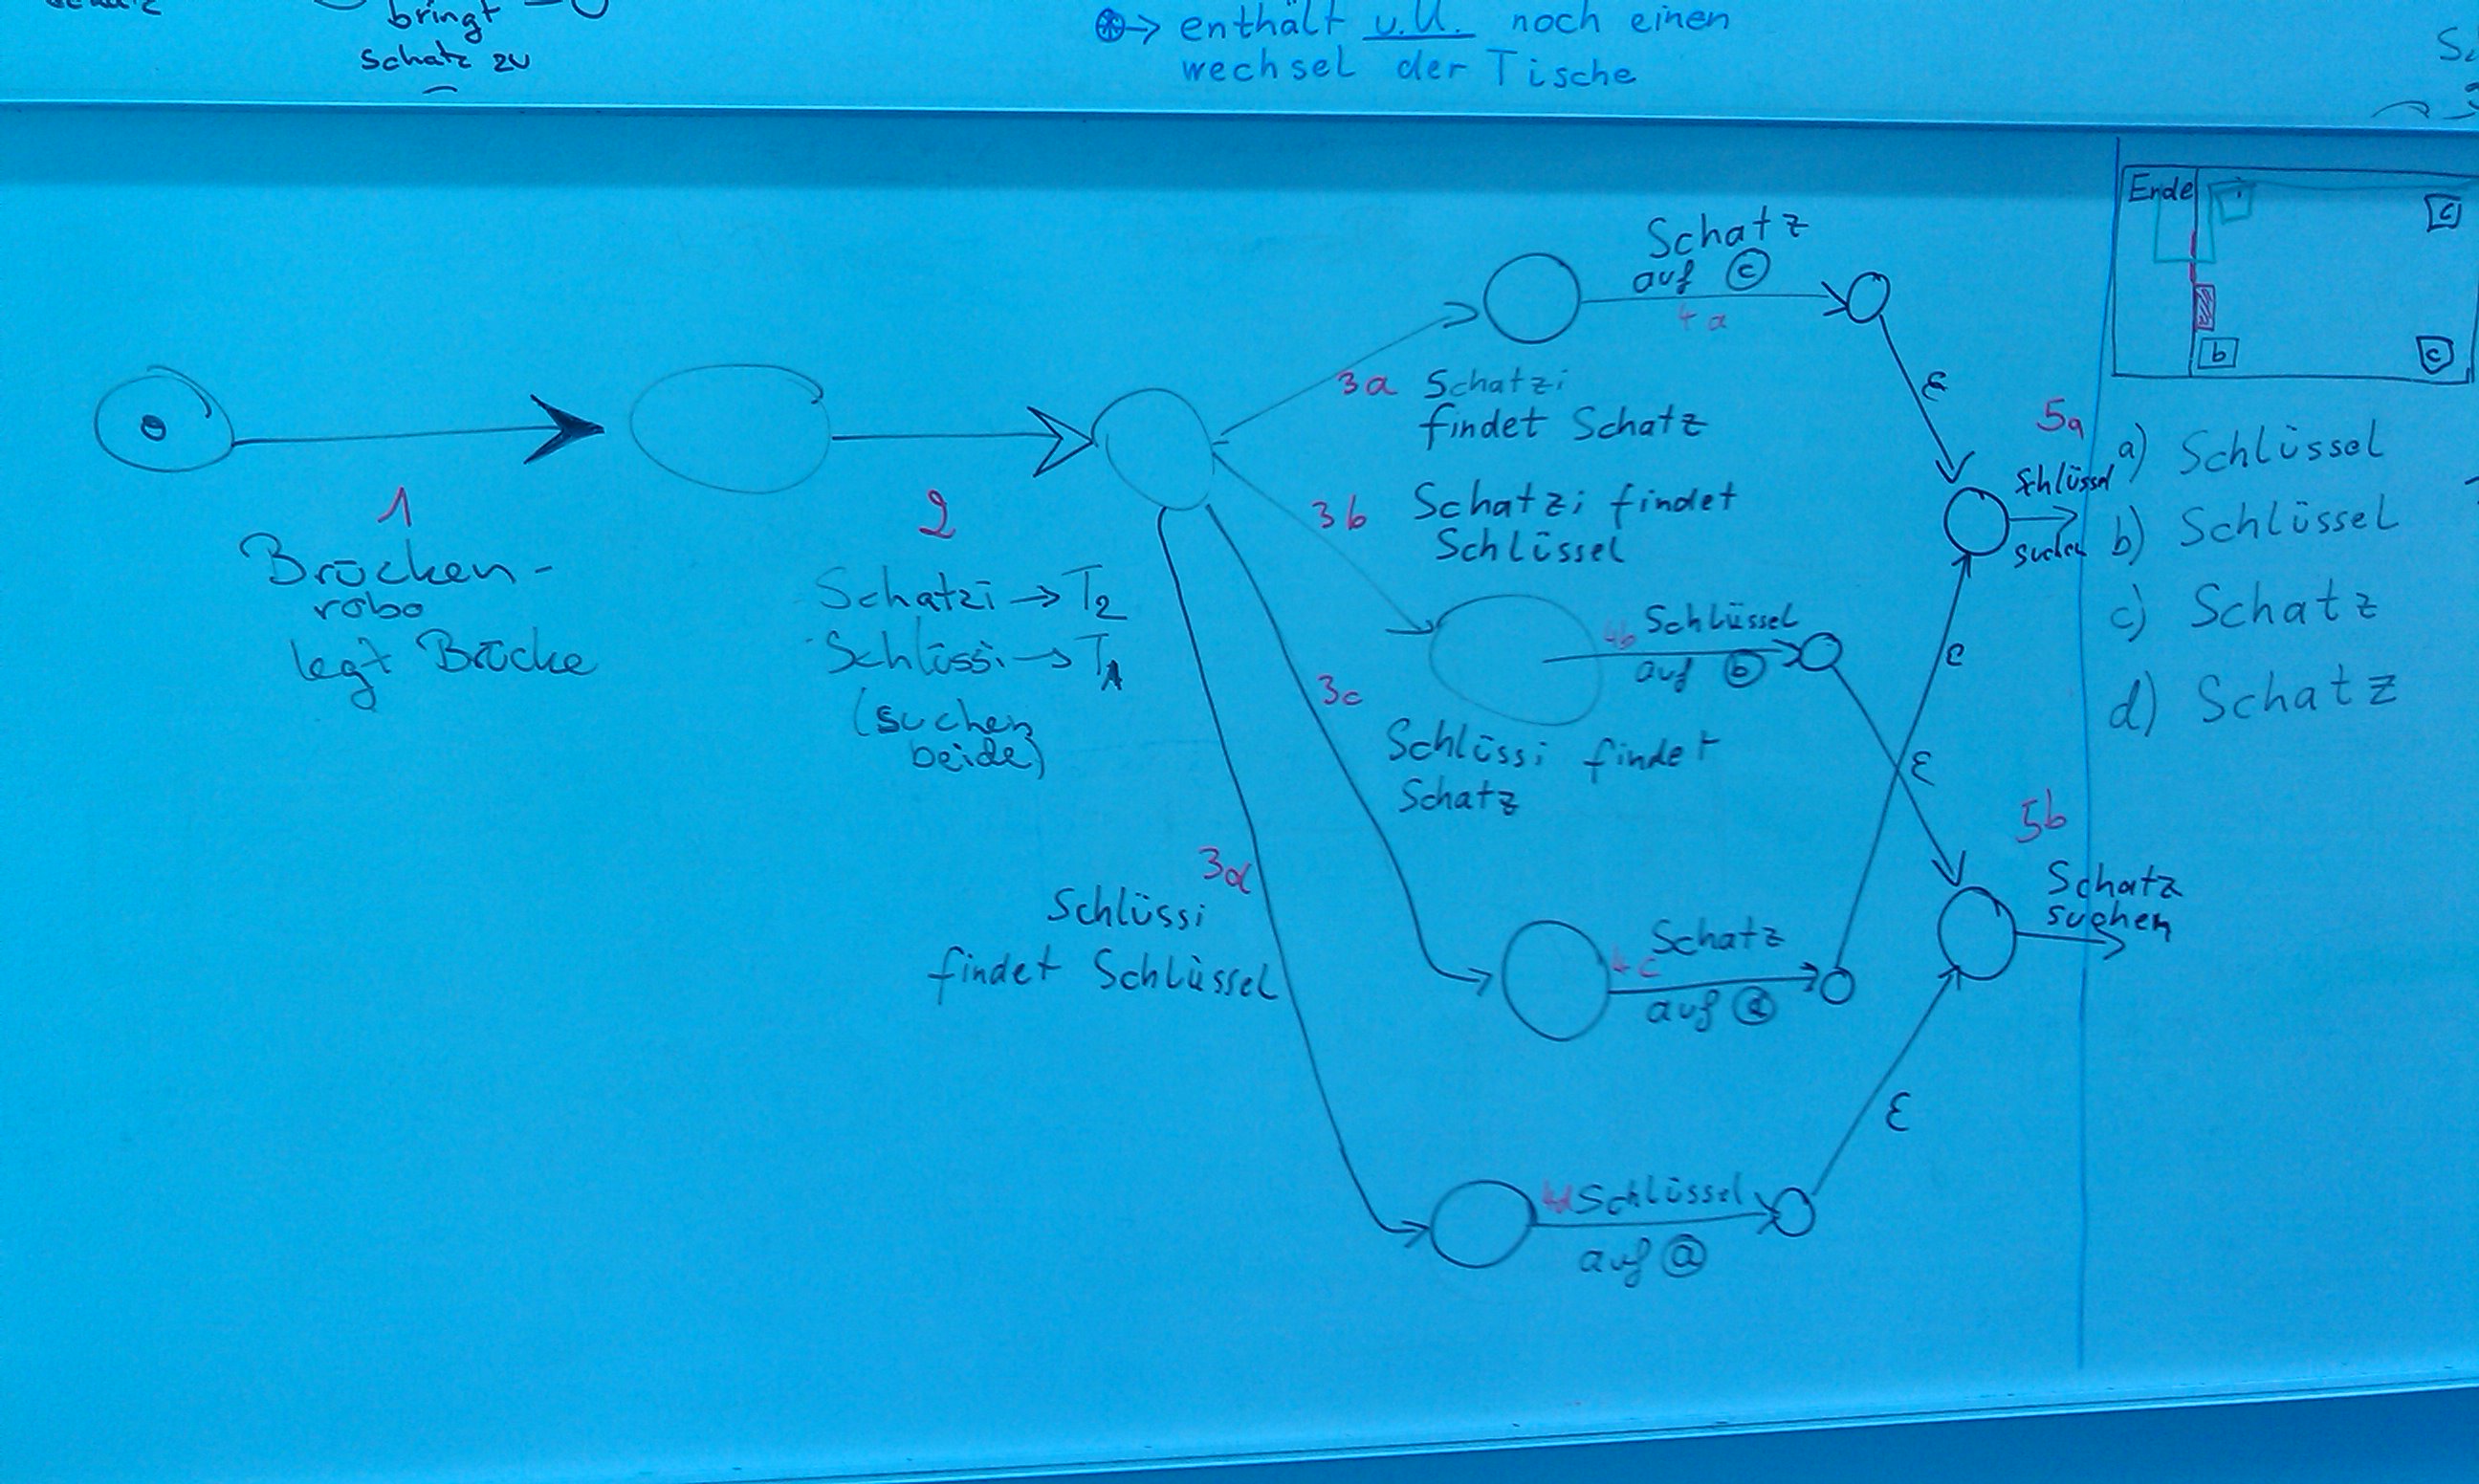 bringt
Schatz zu
⊛→ enthält u.U. noch einen
wechsel der Tische
1
Brücken-
robo
legt Brücke
2
Schatzi → T2
Schlüssi → T1
(suchen
beide)
3a Schatzi
findet Schatz
3b Schatzi findet
Schlüssel
3c
Schlüssi findet
Schatz
3d
Schlüssi
findet Schlüssel
Schatz
auf ⓒ
4a
4b Schlüssel
auf ⓑ
4c Schatz
auf ⓓ
4d Schlüssel
auf ⓐ
ε
ε
ε
ε
5a
Schlüssel
suchen
5b
Schatz
suchen
Ende
c
b
c
a) Schlüssel
b) Schlüssel
c) Schatz
d) Schatz